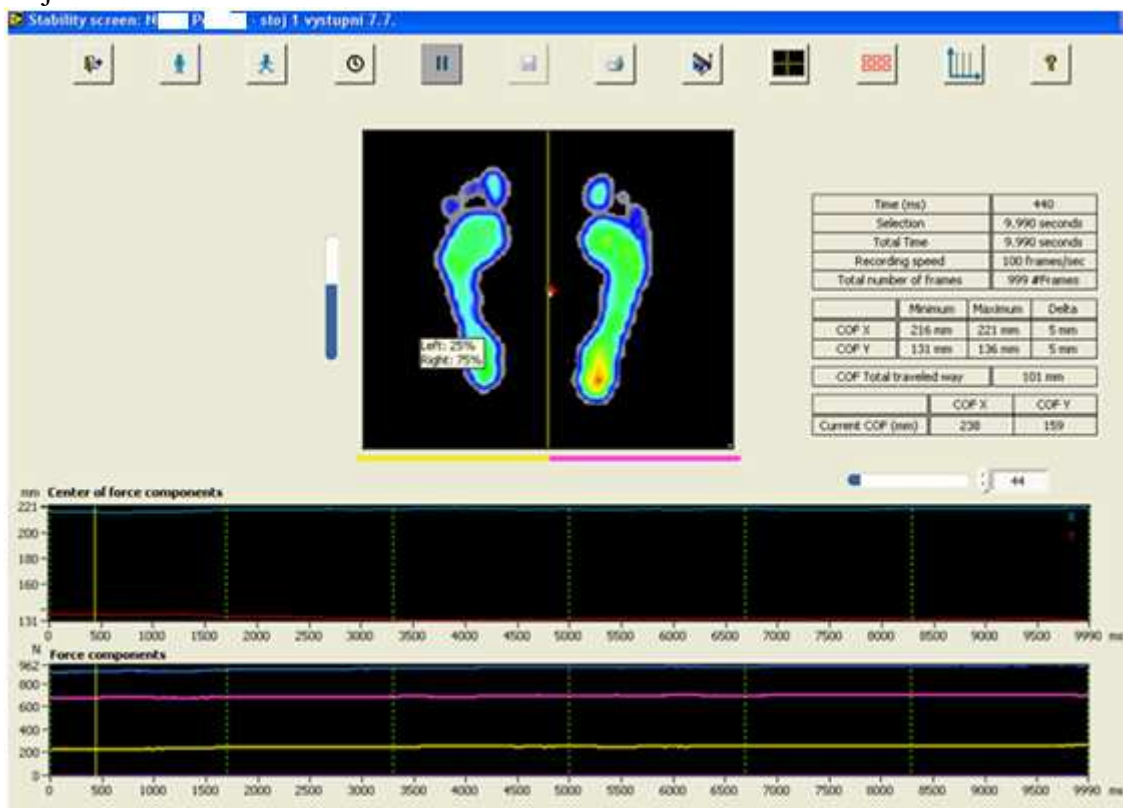 Stability screen: - stoj 1 vystupni 7.7.
?
Time (ms) 440
Selection 9.990 seconds
Total Time 9.990 seconds
Recording speed 100 frames/sec
Total number of frames 999 #Frames
Minimum Maximum Delta
COF X 216 mm 221 mm 5 mm
COF Y 131 mm 136 mm 5 mm
COF Total traveled way 101 mm
COF X COF Y
Current COF (mm) 238 159
Left: 25%
Right: 75%
44
mm Center of force components
221
200
180
160
131
0 500 1000 1500 2000 2500 3000 3500 4000 4500 5000 5500 6000 6500 7000 7500 8000 8500 9000 9500 9990 ms
N Force components
962
800
600
400
200
0
0 500 1000 1500 2000 2500 3000 3500 4000 4500 5000 5500 6000 6500 7000 7500 8000 8500 9000 9500 9990 ms